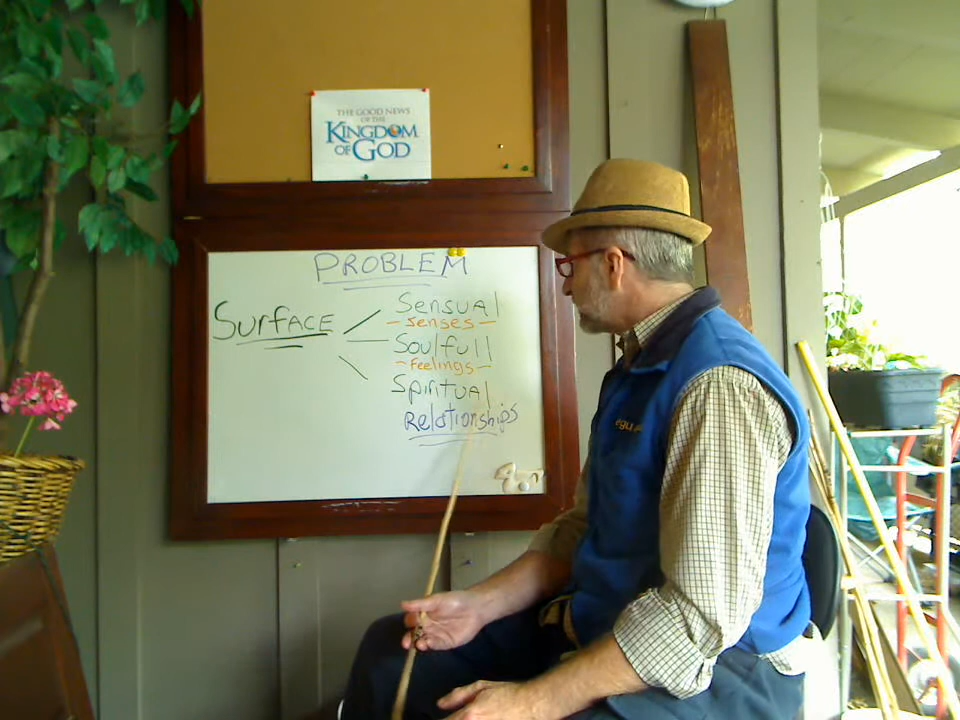 THE GOOD NEWS
OF THE
KINGDOM
OF GOD
PROBLEM
Surface
Sensual
- senses -
Soulfull
- feelings -
Spiritual
Relationships